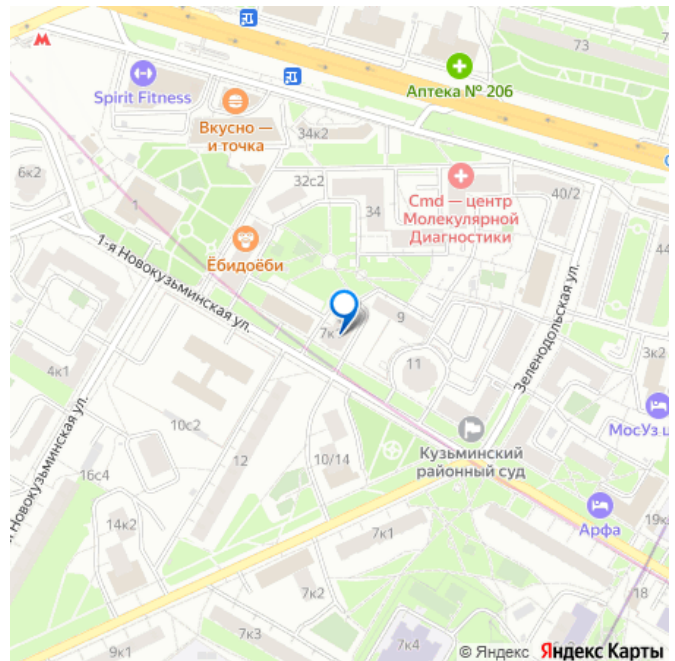 М
73
Аптека № 206
Spirit Fitness
Вкусно —
и точка
34к2
6к2
32с2
34
1
Cmd — центр
Молекулярной
Диагностики
40/2
44
Ёбидоёби
1-я Новокузьминская ул.
Зеленодольская ул.
7к
9
11
3к2
4к1
МосУз ц
10с2
Кузьминский
районный суд
12
10/14
16с4
Новокузьминская ул.
Арфа
19к
14к2
7к1
7к2
18
7к3
7к4
9к1
© Яндекс Яндекс Карты